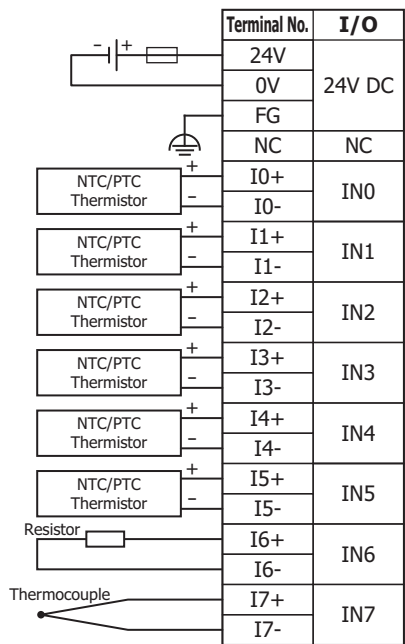 Terminal No. I/O
- + 24V
0V 24V DC
FG
NC NC
NTC/PTC Thermistor + I0+ IN0
- I0-
NTC/PTC Thermistor + I1+ IN1
- I1-
NTC/PTC Thermistor + I2+ IN2
- I2-
NTC/PTC Thermistor + I3+ IN3
- I3-
NTC/PTC Thermistor + I4+ IN4
- I4-
NTC/PTC Thermistor + I5+ IN5
- I5-
Resistor I6+ IN6
I6-
Thermocouple I7+ IN7
I7-